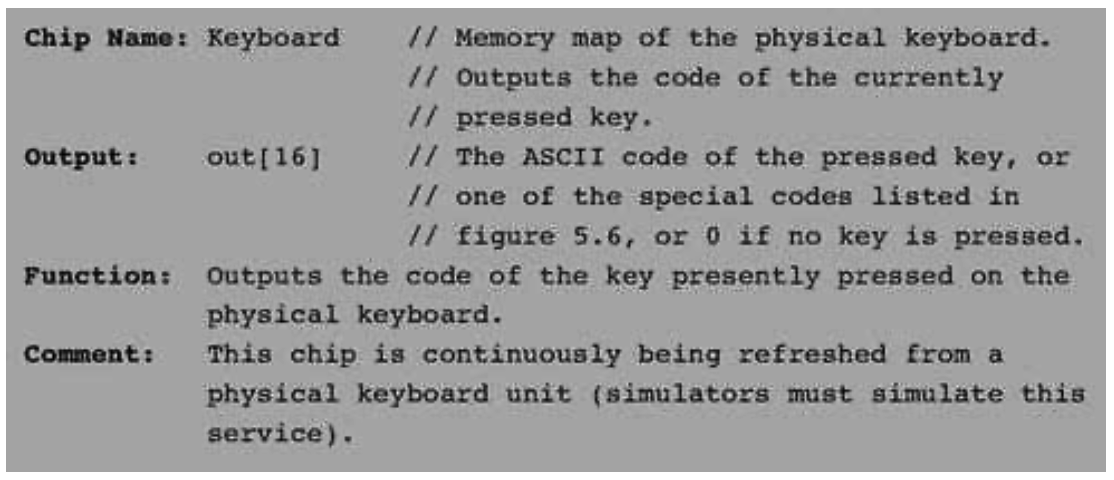 Chip Name: Keyboard // Memory map of the physical keyboard.
// Outputs the code of the currently
// pressed key.
Output: out[16] // The ASCII code of the pressed key, or
// one of the special codes listed in
// figure 5.6, or 0 if no key is pressed.
Function: Outputs the code of the key presently pressed on the
physical keyboard.
Comment: This chip is continuously being refreshed from a
physical keyboard unit (simulators must simulate this
service).